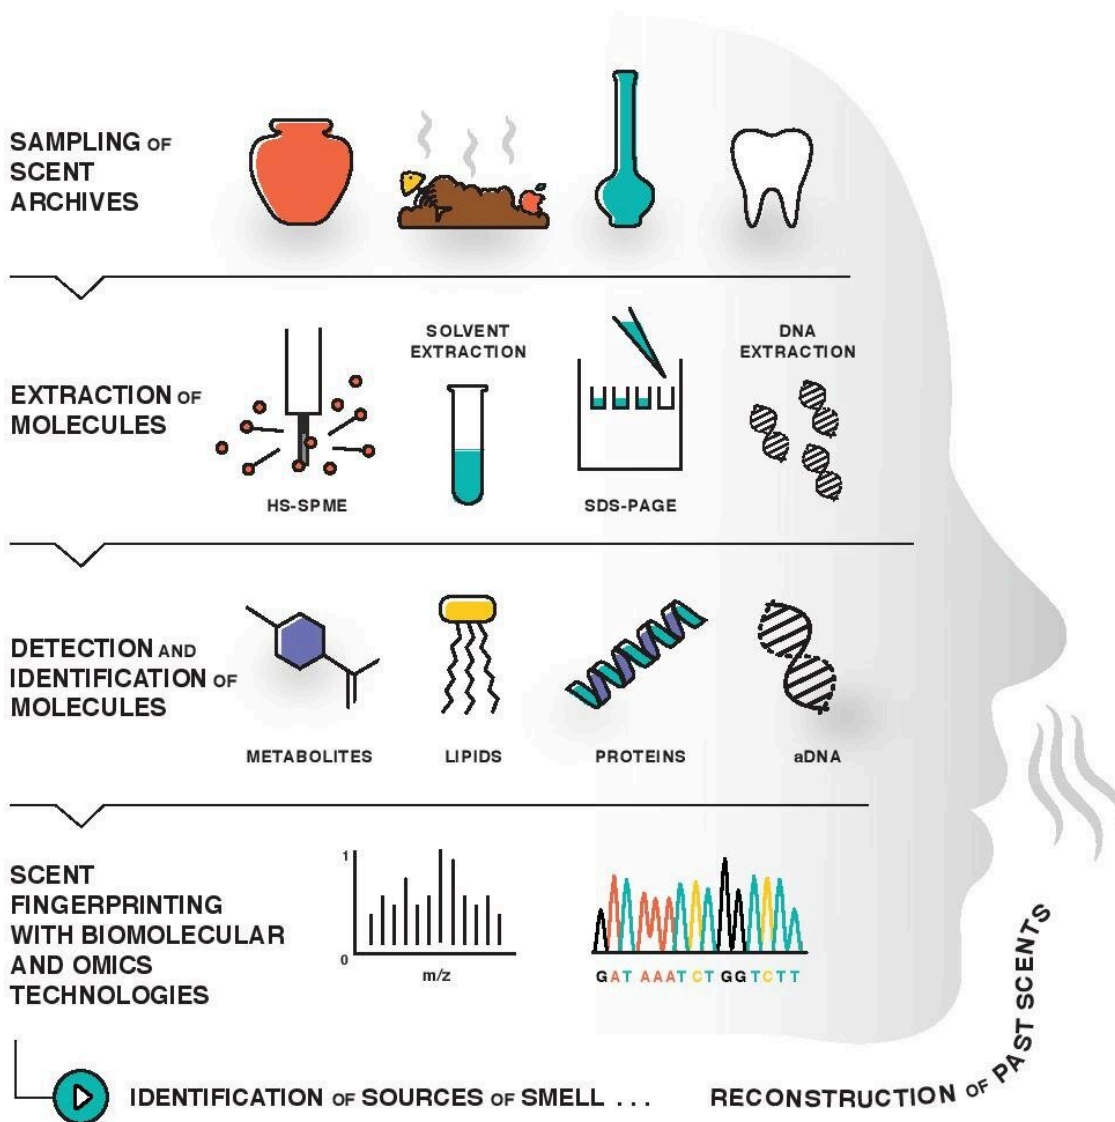 SAMPLING OF
SCENT
ARCHIVES
EXTRACTION OF
MOLECULES
SOLVENT
EXTRACTION
DNA
EXTRACTION
HS-SPME
SDS-PAGE
DETECTION AND
IDENTIFICATION OF
MOLECULES
METABOLITES
LIPIDS
PROTEINS
aDNA
SCENT
FINGERPRINTING
WITH BIOMOLECULAR
AND OMICS
TECHNOLOGIES
1
0
m/z
GAT AAATCT GGTCTT
IDENTIFICATION OF SOURCES OF SMELL ...
RECONSTRUCTION OF PAST SCENTS